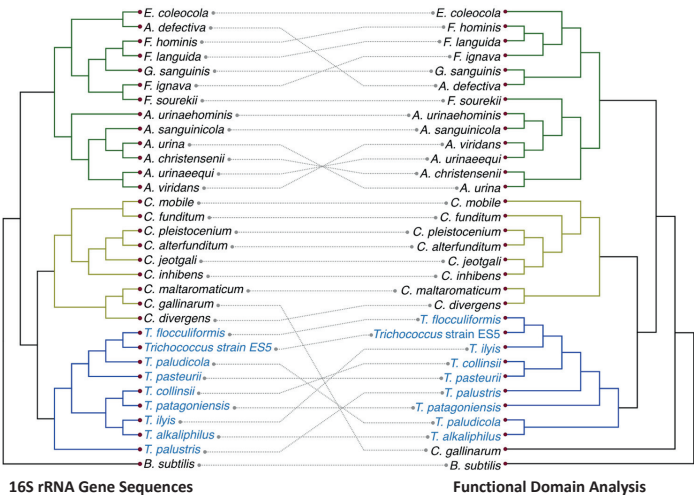 E. coleocola
A. defectiva
F. hominis
F. languida
G. sanguinis
F. ignava
F. sourekii
A. urinaehominis
A. sanguinicola
A. urina
A. christensenii
A. urinaeequi
A. viridans
C. mobile
C. funditum
C. pleistocenium
C. alterfunditum
C. jeotgali
C. inhibens
C. maltaromaticum
C. gallinarum
C. divergens
T. flocculiformis
Trichococcus strain ES5
T. paludicola
T. pasteurii
T. collinsii
T. patagoniensis
T. ilyis
T. alkaliphilus
T. palustris
B. subtilis
16S rRNA Gene Sequences
E. coleocola
F. hominis
F. languida
F. ignava
G. sanguinis
A. defectiva
F. sourekii
A. urinaehominis
A. sanguinicola
A. viridans
A. urinaeequi
A. christensenii
A. urina
C. mobile
C. funditum
C. pleistocenium
C. alterfunditum
C. jeotgali
C. inhibens
C. maltaromaticum
C. divergens
T. flocculiformis
Trichococcus strain ES5
T. ilyis
T. collinsii
T. pasteurii
T. palustris
T. patagoniensis
T. paludicola
T. alkaliphilus
C. gallinarum
B. subtilis
Functional Domain Analysis